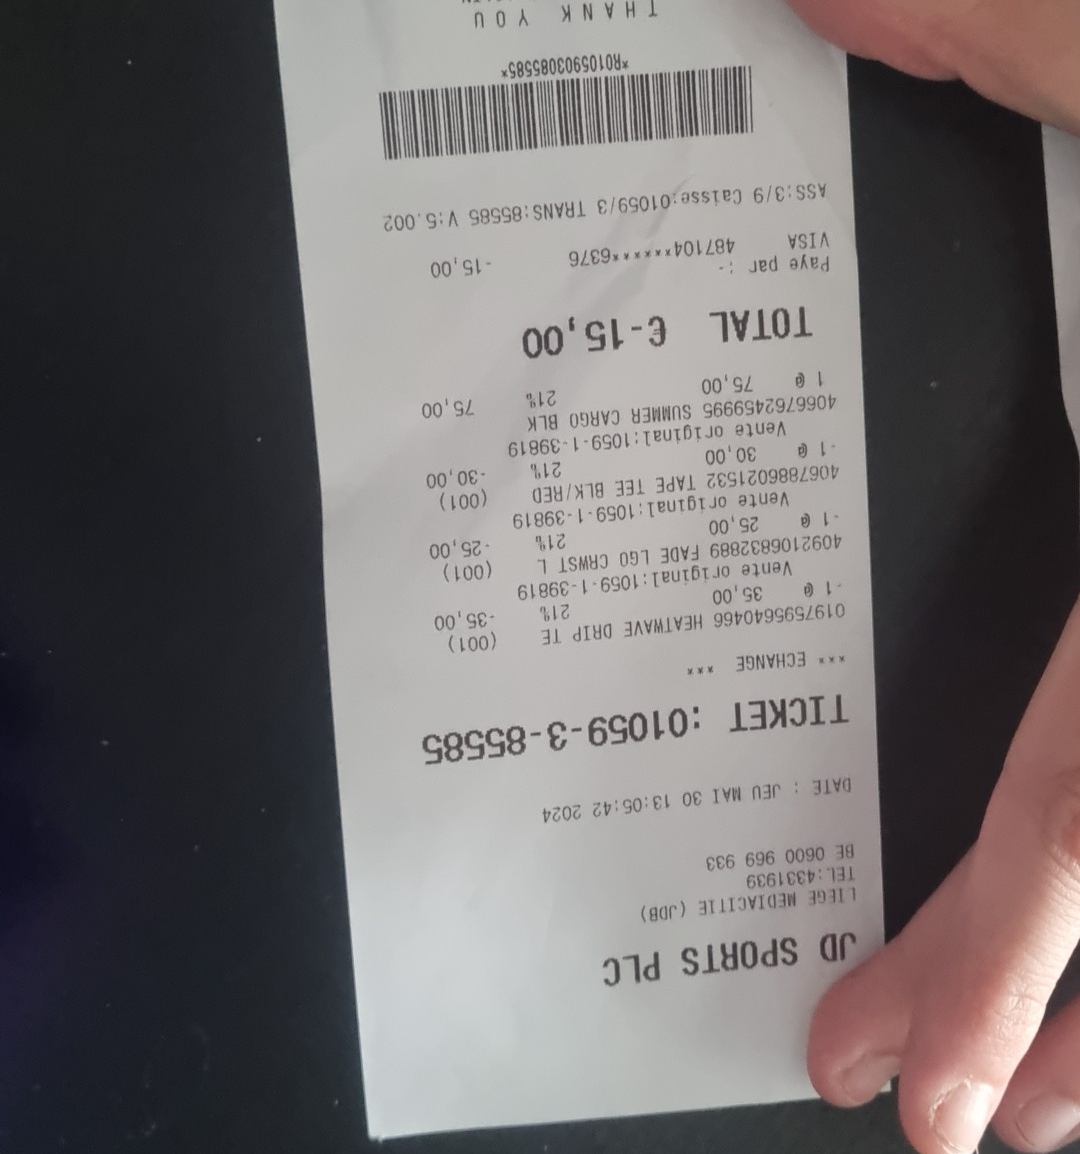 JD SPORTS PLC
LIEGE MEDIACITIE (JDB)
TEL:4331939
BE 0600 969 933
DATE : JEU MAI 30 13:05:42 2024
TICKET :01059-3-85585
*** ECHANGE ***
0197595640466 HEATWAVE DRIP TE (001)
-1 @ 35,00 21% -35,00
Vente original:1059-1-39819
4092106832889 FADE LGO CRWST L (001)
-1 @ 25,00 21% -25,00
Vente original:1059-1-39819
4067886021532 TAPE TEE BLK/RED (001)
-1 @ 30,00 21% -30,00
Vente original:1059-1-39819
4066762459995 SUMMER CARGO BLK
1 @ 75,00 21% 75,00
TOTAL €-15,00
Paye par :-
VISA 487104******6376 -15,00
ASS:3/9 Caisse:01059/3 TRANS:85585 V:5.002
*R0105903085585*
THANK YOU